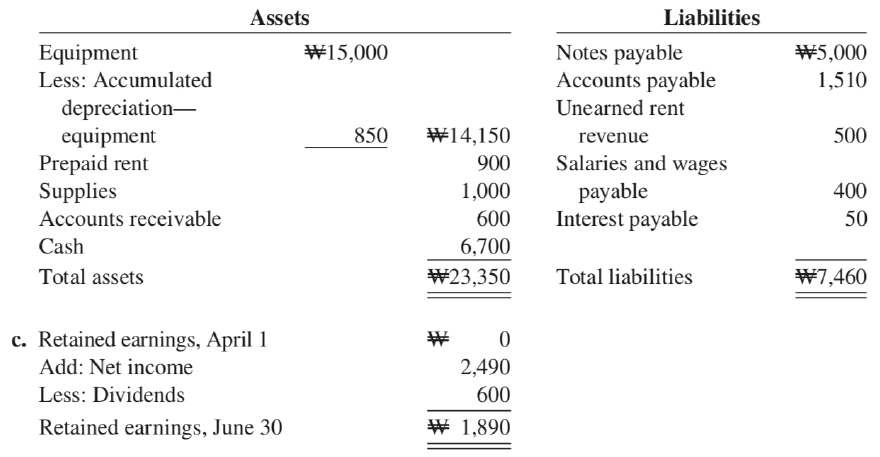 Assets
Equipment ₩15,000
Less: Accumulated
depreciation—
equipment 850 ₩14,150
Prepaid rent 900
Supplies 1,000
Accounts receivable 600
Cash 6,700
Total assets ₩23,350
Liabilities
Notes payable ₩5,000
Accounts payable 1,510
Unearned rent
revenue 500
Salaries and wages
payable 400
Interest payable 50
Total liabilities ₩7,460
c. Retained earnings, April 1 ₩ 0
Add: Net income 2,490
Less: Dividends 600
Retained earnings, June 30 ₩ 1,890